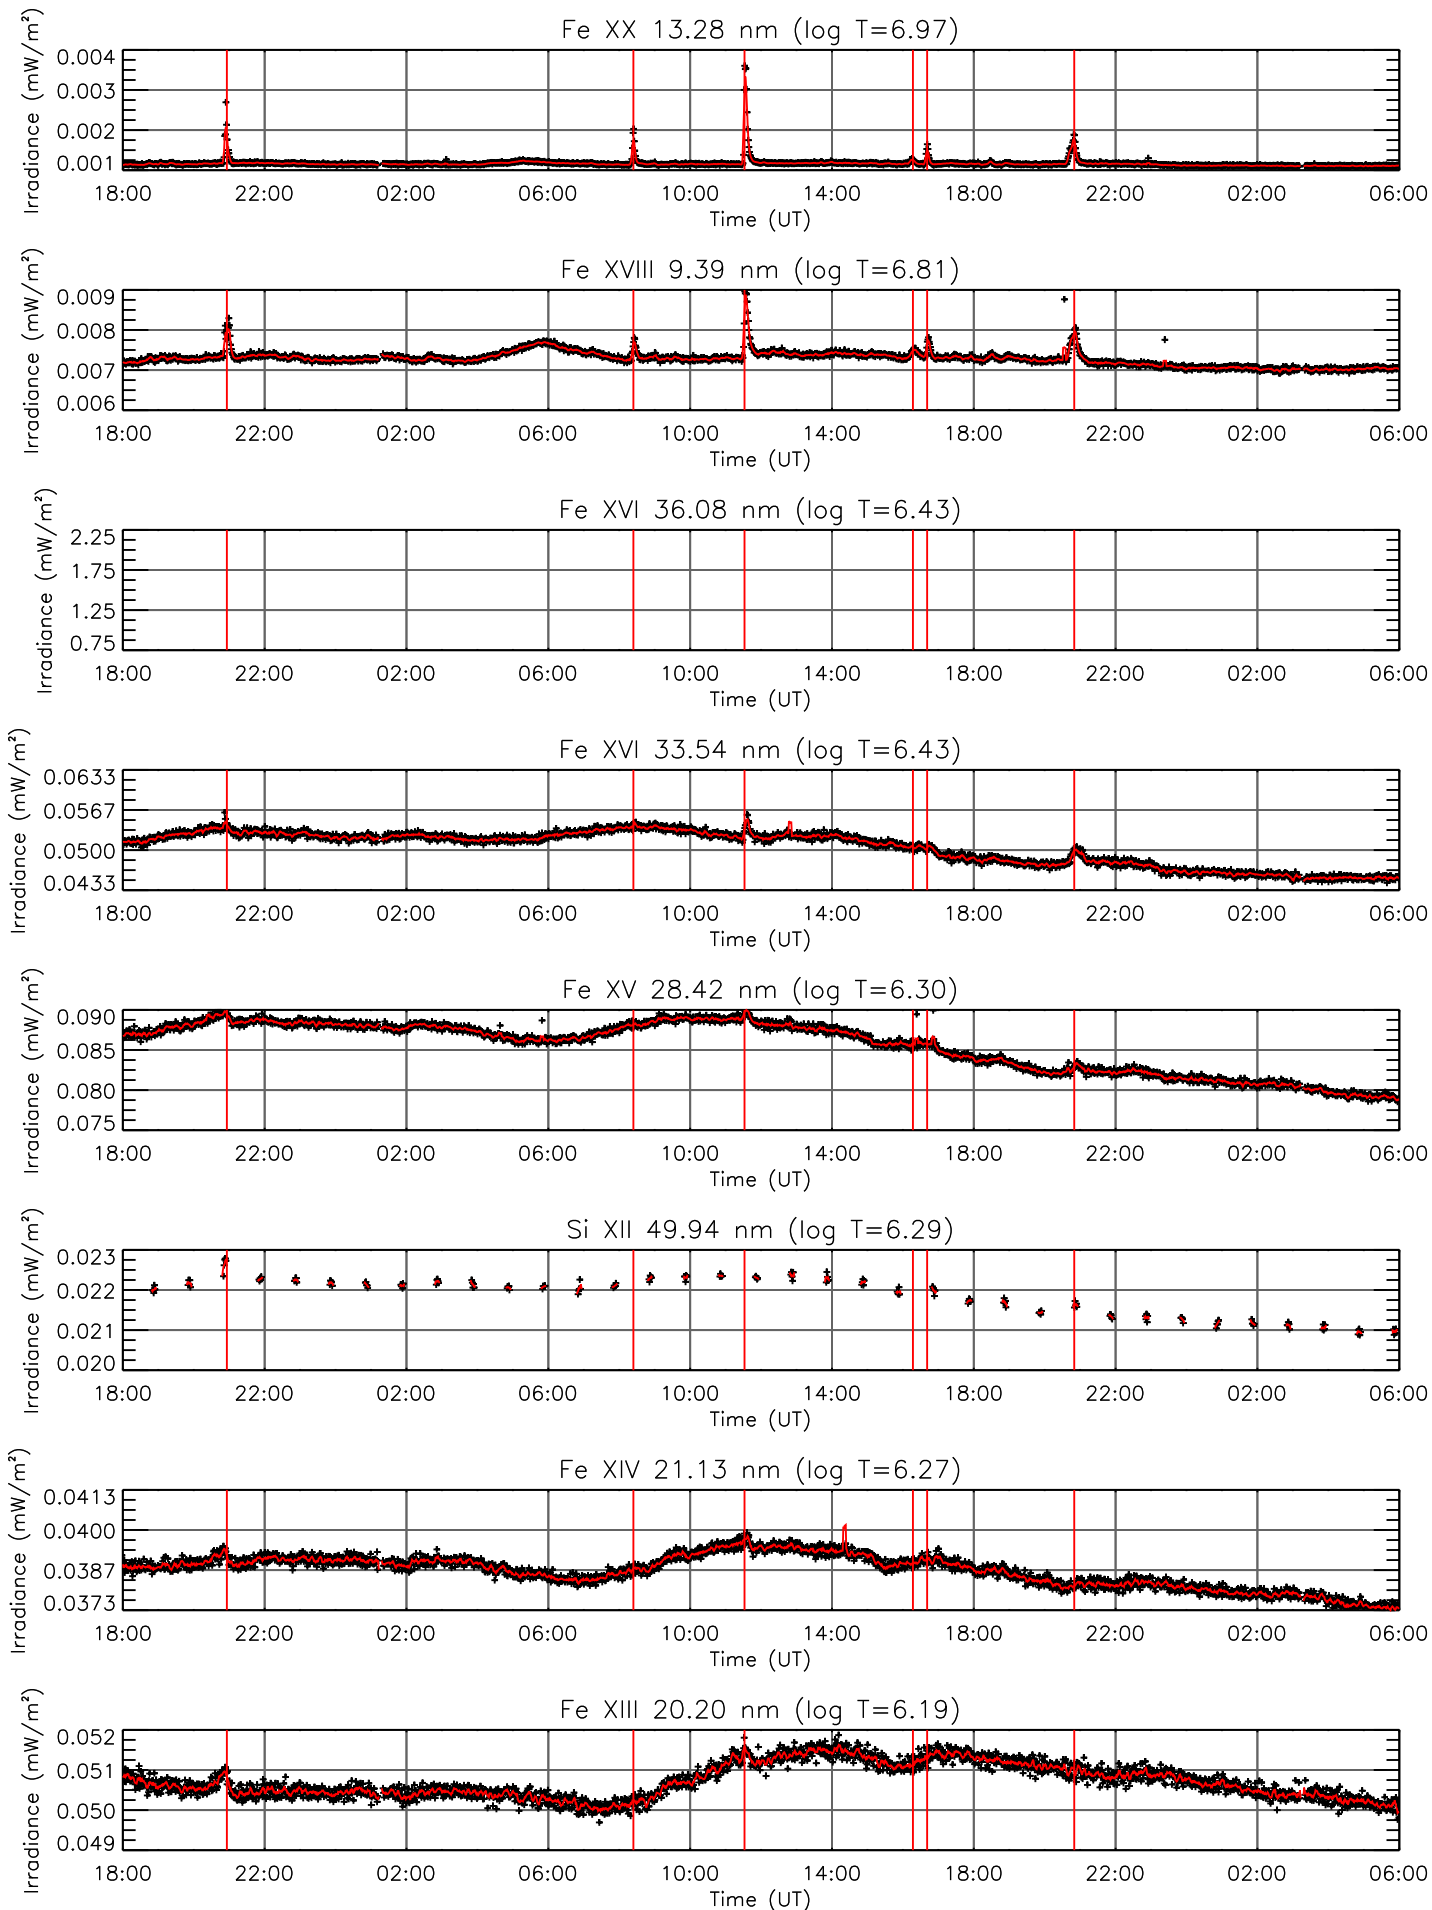 Fe XX 13.28 nm (log T=6.97)
Irradiance (mW/m²)
0.004
0.003
0.002
0.001
18:00 22:00 02:00 06:00 10:00 14:00 18:00 22:00 02:00 06:00
Time (UT)
Fe XVIII 9.39 nm (log T=6.81)
Irradiance (mW/m²)
0.009
0.008
0.007
0.006
18:00 22:00 02:00 06:00 10:00 14:00 18:00 22:00 02:00 06:00
Time (UT)
Fe XVI 36.08 nm (log T=6.43)
Irradiance (mW/m²)
2.25
1.75
1.25
0.75
18:00 22:00 02:00 06:00 10:00 14:00 18:00 22:00 02:00 06:00
Time (UT)
Fe XVI 33.54 nm (log T=6.43)
Irradiance (mW/m²)
0.0633
0.0567
0.0500
0.0433
18:00 22:00 02:00 06:00 10:00 14:00 18:00 22:00 02:00 06:00
Time (UT)
Fe XV 28.42 nm (log T=6.30)
Irradiance (mW/m²)
0.090
0.085
0.080
0.075
18:00 22:00 02:00 06:00 10:00 14:00 18:00 22:00 02:00 06:00
Time (UT)
Si XII 49.94 nm (log T=6.29)
Irradiance (mW/m²)
0.023
0.022
0.021
0.020
18:00 22:00 02:00 06:00 10:00 14:00 18:00 22:00 02:00 06:00
Time (UT)
Fe XIV 21.13 nm (log T=6.27)
Irradiance (mW/m²)
0.0413
0.0400
0.0387
0.0373
18:00 22:00 02:00 06:00 10:00 14:00 18:00 22:00 02:00 06:00
Time (UT)
Fe XIII 20.20 nm (log T=6.19)
Irradiance (mW/m²)
0.052
0.051
0.050
0.049
18:00 22:00 02:00 06:00 10:00 14:00 18:00 22:00 02:00 06:00
Time (UT)